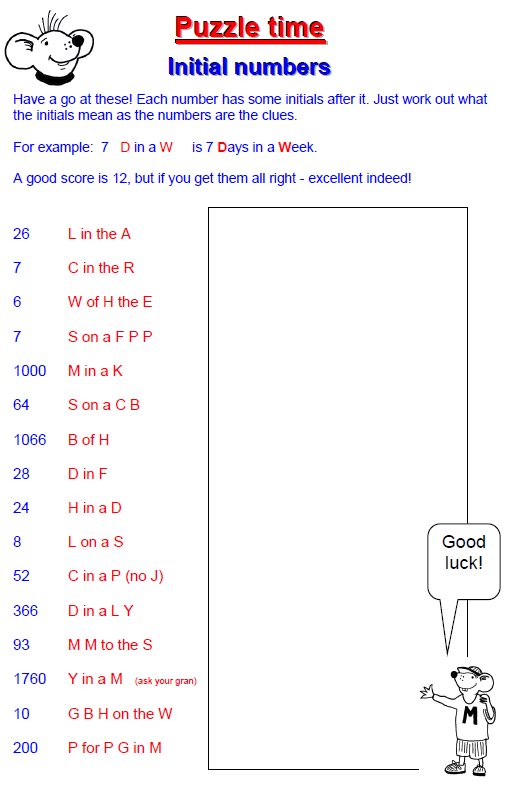 Puzzle time
Initial numbers
Have a go at these! Each number has some initials after it. Just work out what
the initials mean as the numbers are the clues.
For example: 7 D in a W is 7 Days in a Week.
A good score is 12, but if you get them all right - excellent indeed!
26 L in the A
7 C in the R
6 W of H the E
7 S on a F P P
1000 M in a K
64 S on a C B
1066 B of H
28 D in F
24 H in a D
8 L on a S
52 C in a P (no J)
366 D in a L Y
93 M M to the S
1760 Y in a M (ask your gran)
10 G B H on the W
200 P for P G in M
Good
luck!
M